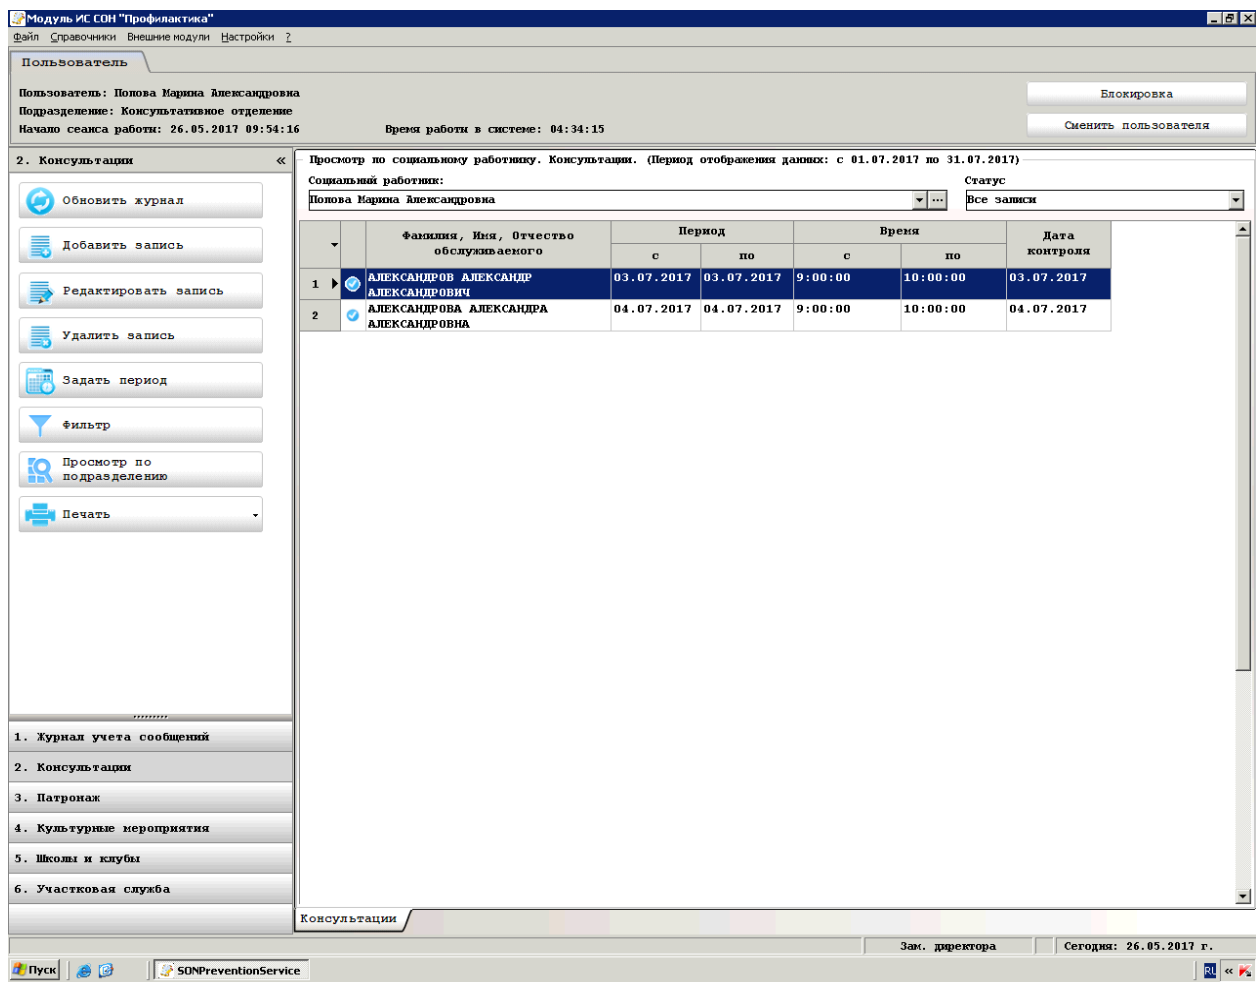 Модуль ИС СОН "Профилактика"
Файл Справочники Внешние модули Настройки ?
Пользователь
Пользователь: Попова Марина Александровна
Подразделение: Консультативное отделение
Начало сеанса работы: 26.05.2017 09:54:16 Время работы в системе: 04:34:15
Блокировка
Сменить пользователя
2. Консультации «
Обновить журнал
Добавить запись
Редактировать запись
Удалить запись
Задать период
Фильтр
Просмотр по
подразделению
Печать
1. Журнал учета сообщений
2. Консультации
3. Патронаж
4. Культурные мероприятия
5. Школы и клубы
6. Участковая служба
Просмотр по социальному работнику. Консультации. (Период отображения данных: с 01.07.2017 по 31.07.2017)
Социальный работник: Статус
Попова Марина Александровна ... Все записи
Фамилия, Имя, Отчество
обслуживаемого
Период Время Дата
контроля
с по с по
1 АЛЕКСАНДРОВ АЛЕКСАНДР
АЛЕКСАНДРОВИЧ
03.07.2017 03.07.2017 9:00:00 10:00:00 03.07.2017
2 АЛЕКСАНДРОВА АЛЕКСАНДРА
АЛЕКСАНДРОВНА
04.07.2017 04.07.2017 9:00:00 10:00:00 04.07.2017
Консультации
Зам. директора Сегодня: 26.05.2017 г.
Пуск SONPreventionService RU «